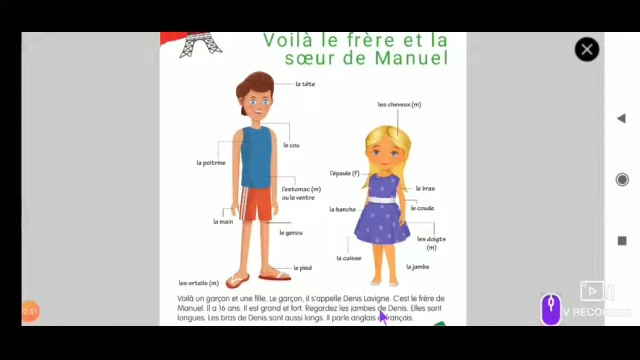 Voilà le frère et la
sœur de Manuel
la tête
les cheveux (m)
le cou
la poitrine
l'épaule (f)
l'estomac (m)
ou le ventre
le bras
la hanche
le coude
la main
le genou
les doigts
(m)
la cuisse
le pied
la jambe
les orteils (m)
Voilà un garçon et une fille. Le garçon, il s'appelle Denis Lavigne. C'est le frère de
Manuel. Il a 16 ans. Il est grand et fort. Regardez les jambes de Denis. Elles sont
longues. Les bras de Denis sont aussi longs. Il parle anglais et français.
V RECORDER